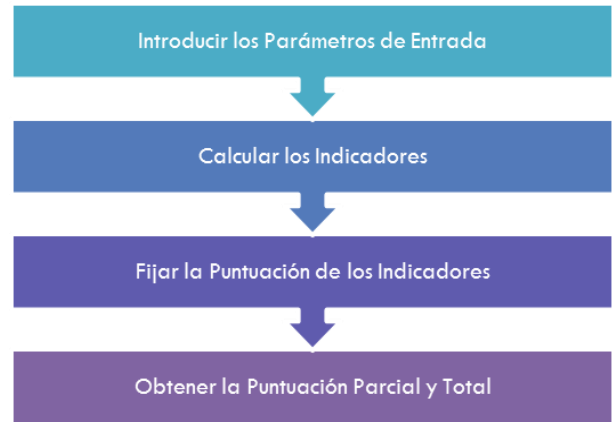 Introducir los Parámetros de Entrada
Calcular los Indicadores
Fijar la Puntuación de los Indicadores
Obtener la Puntuación Parcial y Total